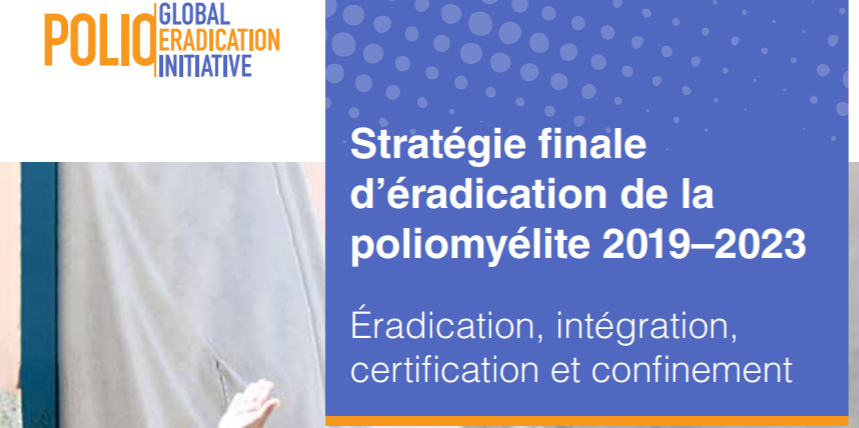 POLIO GLOBAL
ERADICATION
INITIATIVE
Stratégie finale
d’éradication de la
poliomyélite 2019–2023
Éradication, intégration,
certification et confinement